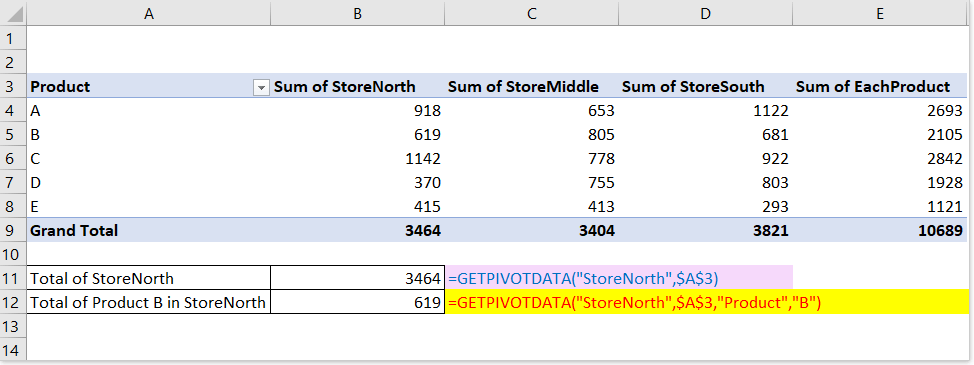 A B C D E
1
2
3 Product Sum of StoreNorth Sum of StoreMiddle Sum of StoreSouth Sum of EachProduct
4 A 918 653 1122 2693
5 B 619 805 681 2105
6 C 1142 778 922 2842
7 D 370 755 803 1928
8 E 415 413 293 1121
9 Grand Total 3464 3404 3821 10689
10
11 Total of StoreNorth 3464 =GETPIVOTDATA("StoreNorth",$A$3)
12 Total of Product B in StoreNorth 619 =GETPIVOTDATA("StoreNorth",$A$3,"Product","B")
13
14